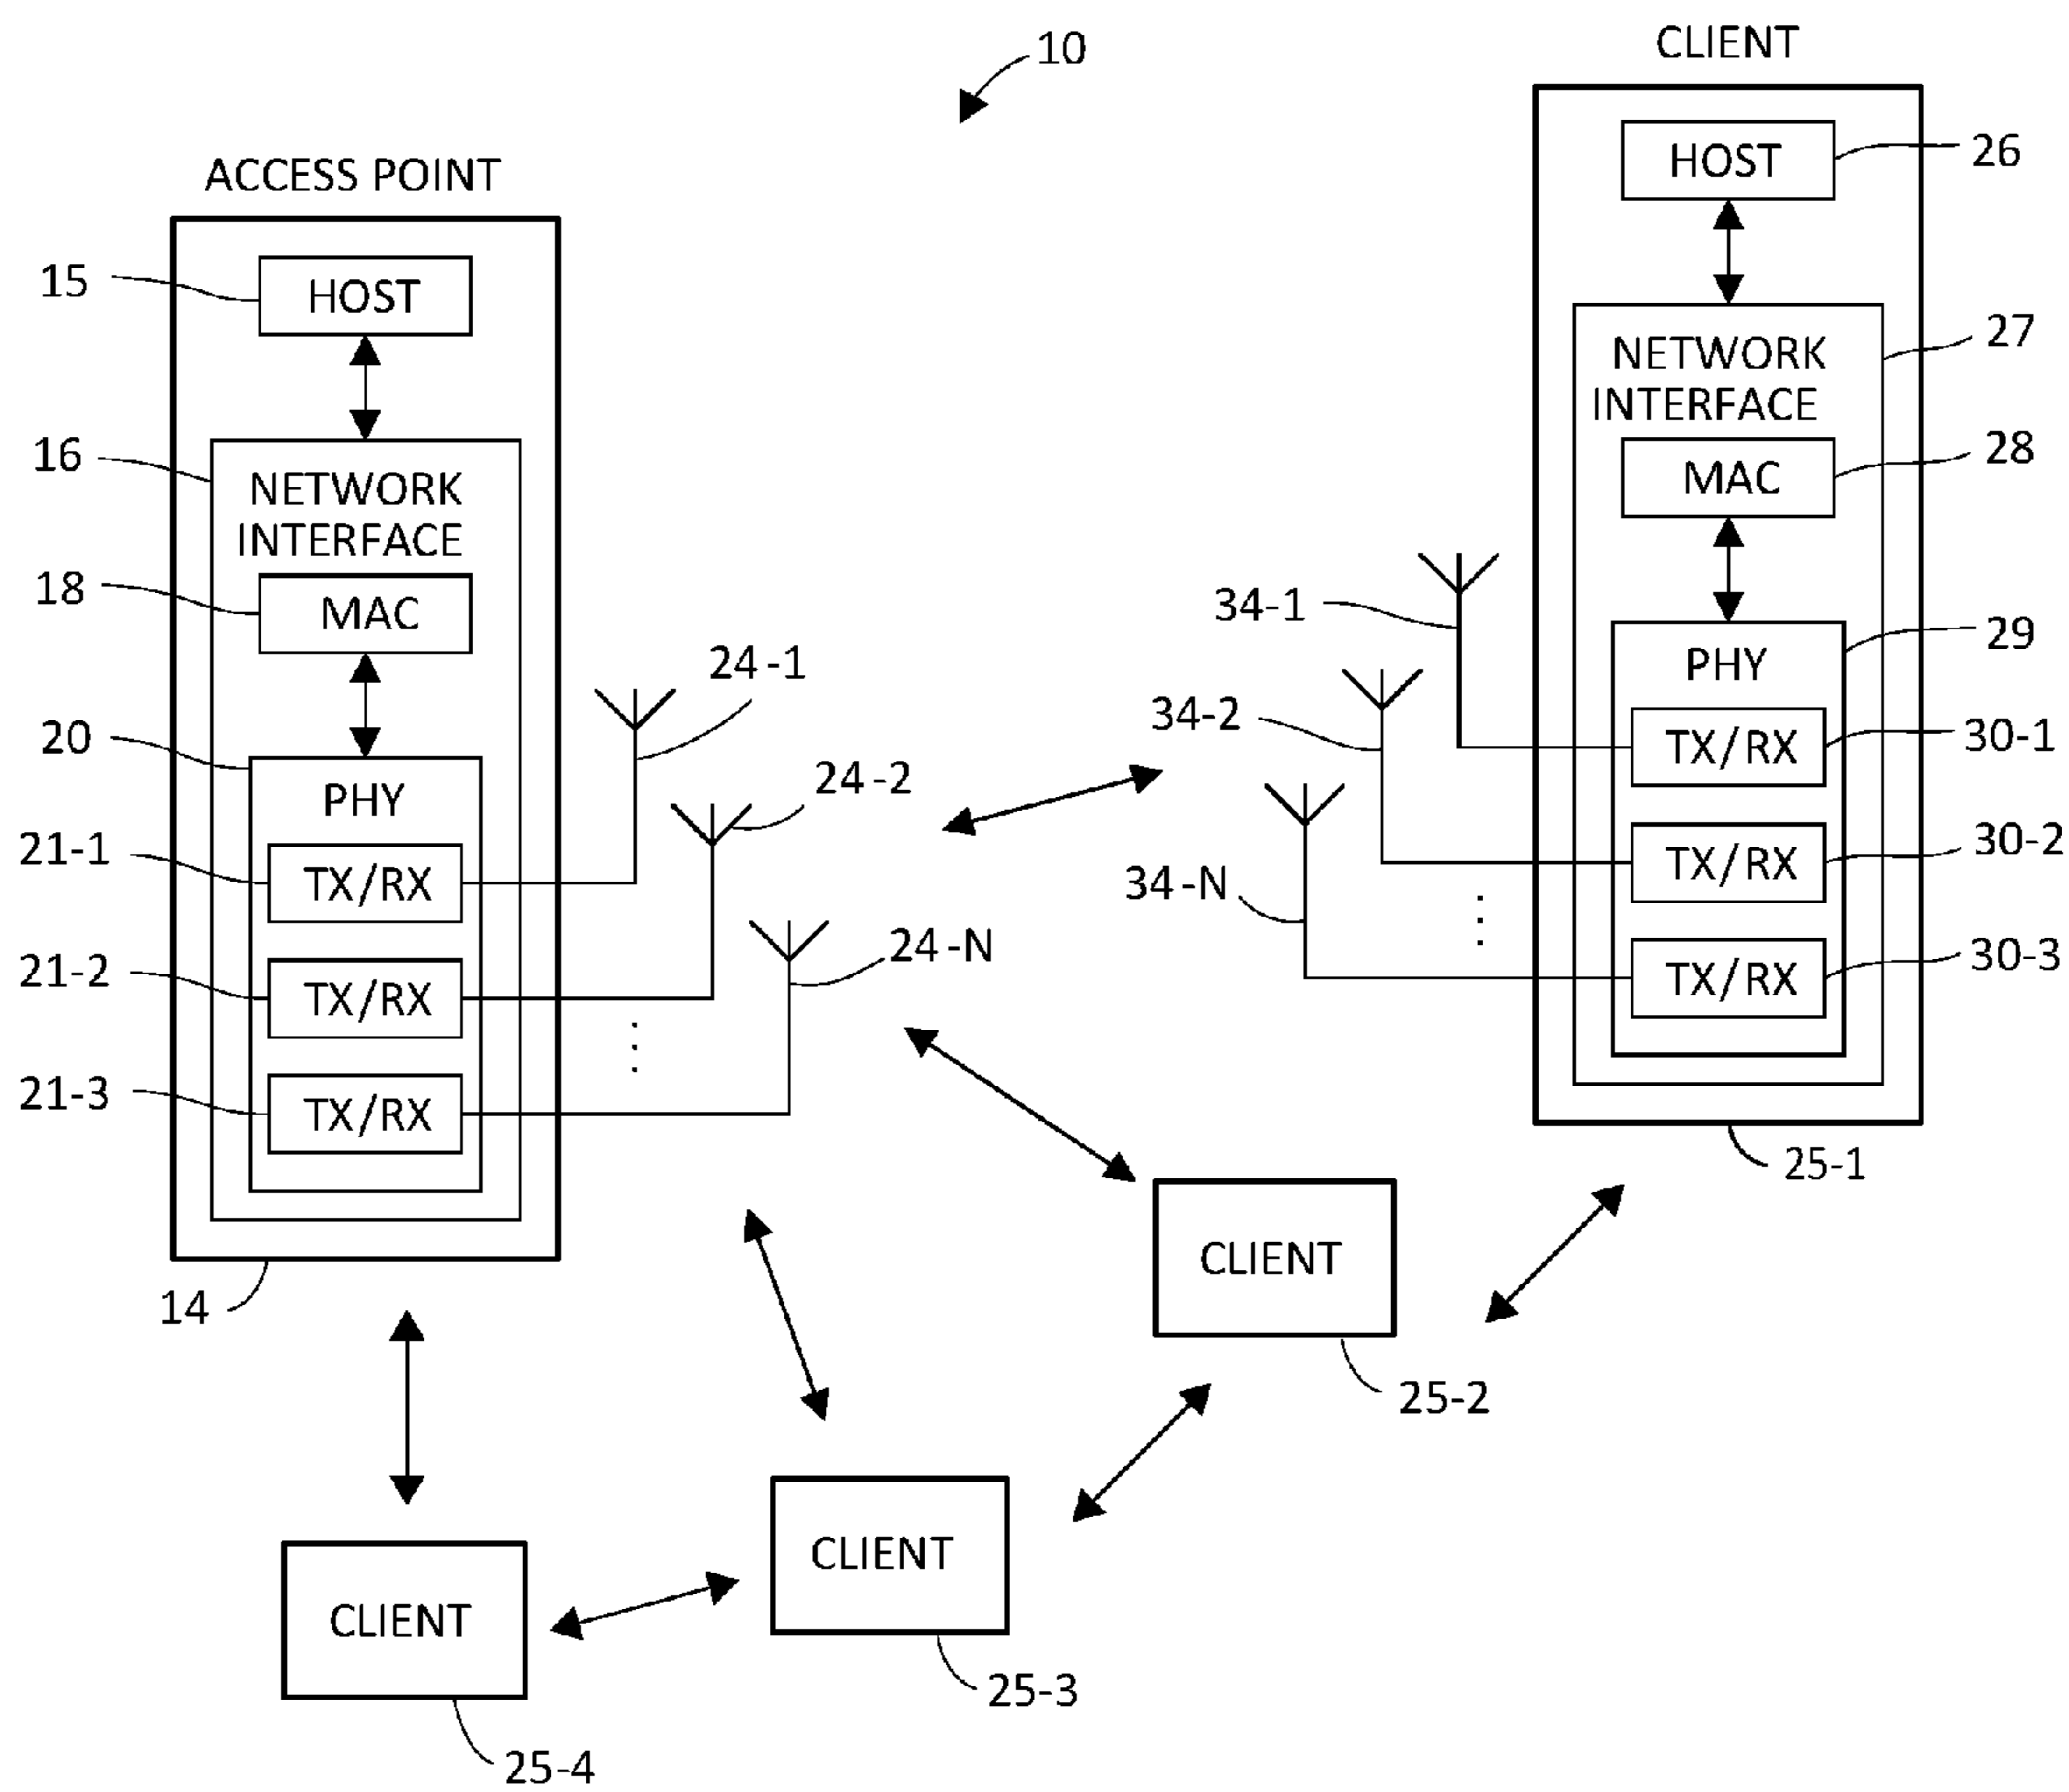 10
ACCESS POINT
15
HOST
16
NETWORK
INTERFACE
18
MAC
20
PHY
21-1
TX/RX
21-2
TX/RX
21-3
TX/RX
14
24-1
24-2
24-N
CLIENT
HOST
26
NETWORK
INTERFACE
27
MAC
28
PHY
29
34-1
34-2
34-N
TX/RX
30-1
TX/RX
30-2
TX/RX
30-3
25-1
CLIENT
25-2
CLIENT
25-3
CLIENT
25-4